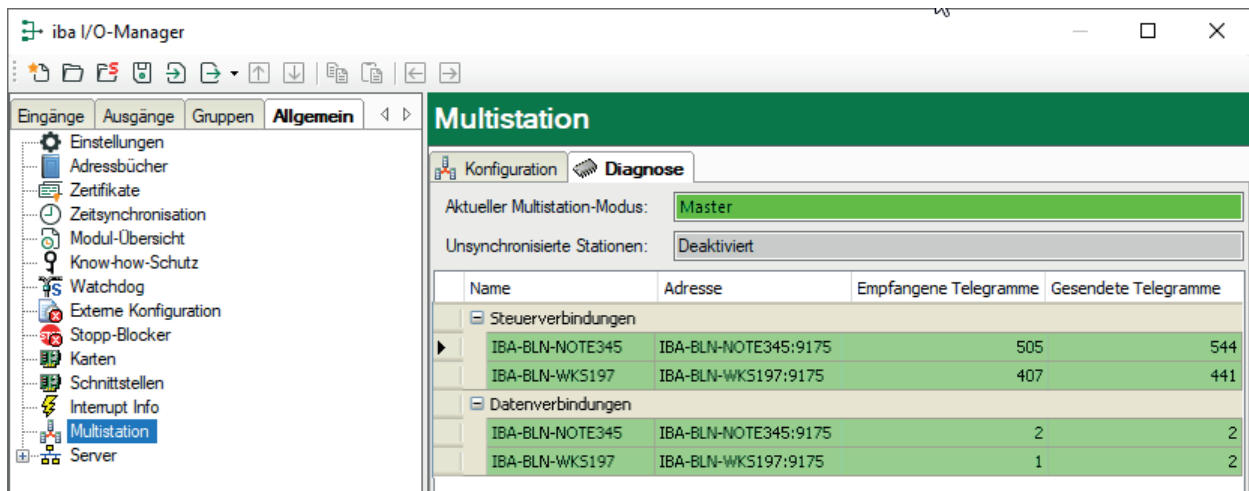 iba I/O-Manager
Eingänge Ausgänge Gruppen Allgemein
Einstellungen
Adressbücher
Zertifikate
Zeitsynchronisation
Modul-Übersicht
Know-how-Schutz
Watchdog
Externe Konfiguration
Stopp-Blocker
Karten
Schnittstellen
Interrupt Info
Multistation
Server
Multistation
Konfiguration Diagnose
Aktueller Multistation-Modus: Master
Unsynchronisierte Stationen: Deaktiviert
Name Adresse Empfangene Telegramme Gesendete Telegramme
Steuerverbindungen
IBA-BLN-NOTE345 IBA-BLN-NOTE345:9175 505 544
IBA-BLN-WKS197 IBA-BLN-WKS197:9175 407 441
Datenverbindungen
IBA-BLN-NOTE345 IBA-BLN-NOTE345:9175 2 2
IBA-BLN-WKS197 IBA-BLN-WKS197:9175 1 2